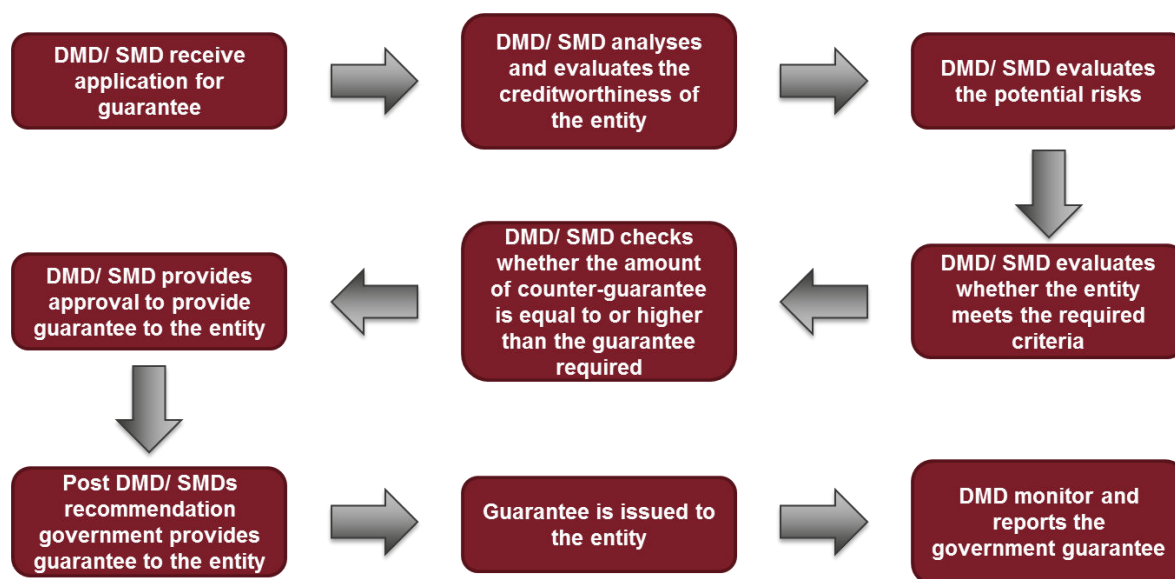 DMD/ SMD receive
application for
guarantee
DMD/ SMD analyses
and evaluates the
creditworthiness of
the entity
DMD/ SMD evaluates
the potential risks
DMD/ SMD evaluates
whether the entity
meets the required
criteria
DMD/ SMD checks
whether the amount
of counter-guarantee
is equal to or higher
than the guarantee
required
DMD/ SMD provides
approval to provide
guarantee to the entity
Post DMD/ SMDs
recommendation
government provides
guarantee to the entity
Guarantee is issued to
the entity
DMD monitor and
reports the
government guarantee